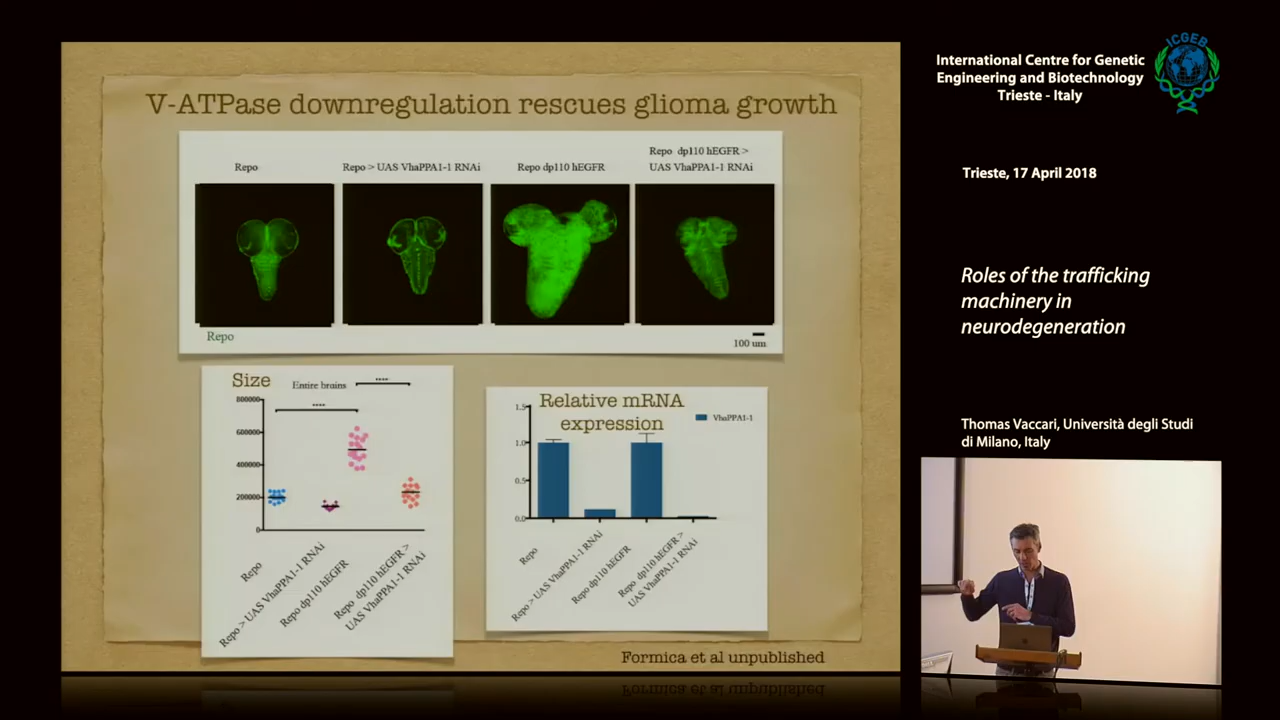 V-ATPase downregulation rescues glioma growth
Repo
Repo > UAS VhaPPA1-1 RNAi
Repo dp110 hEGFR
Repo dp110 hEGFR >
UAS VhaPPA1-1 RNAi
Repo
100 um
Size
Entire brains
****
****
800000
600000
400000
200000
0
Repo
Repo > UAS VhaPPA1-1 RNAi
Repo dp110 hEGFR
Repo dp110 hEGFR >
UAS VhaPPA1-1 RNAi
Relative mRNA
expression
VhaPPA1-1
1.5
1.0
0.5
0.0
Repo
Repo > UAS VhaPPA1-1 RNAi
Repo dp110 hEGFR
Repo dp110 hEGFR >
UAS VhaPPA1-1 RNAi
Formica et al unpublished
International Centre for Genetic
Engineering and Biotechnology
Trieste - Italy
ICGEB
Trieste, 17 April 2018
Roles of the trafficking
machinery in
neurodegeneration
Thomas Vaccari, Università degli Studi
di Milano, Italy